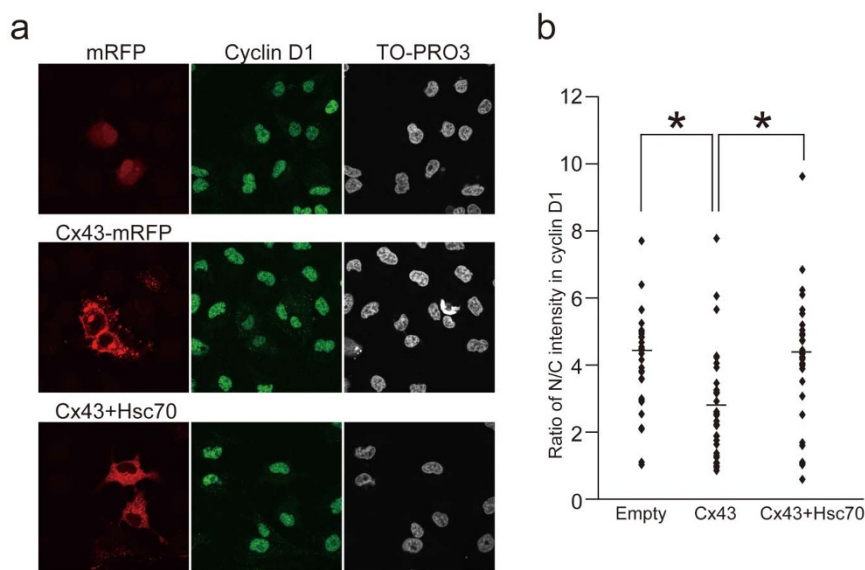 a
mRFP Cyclin D1 TO-PRO3
Cx43-mRFP
Cx43+Hsc70
b
Ratio of N/C intensity in cyclin D1
12
10
8
6
4
2
0
* *
Empty Cx43 Cx43+Hsc70